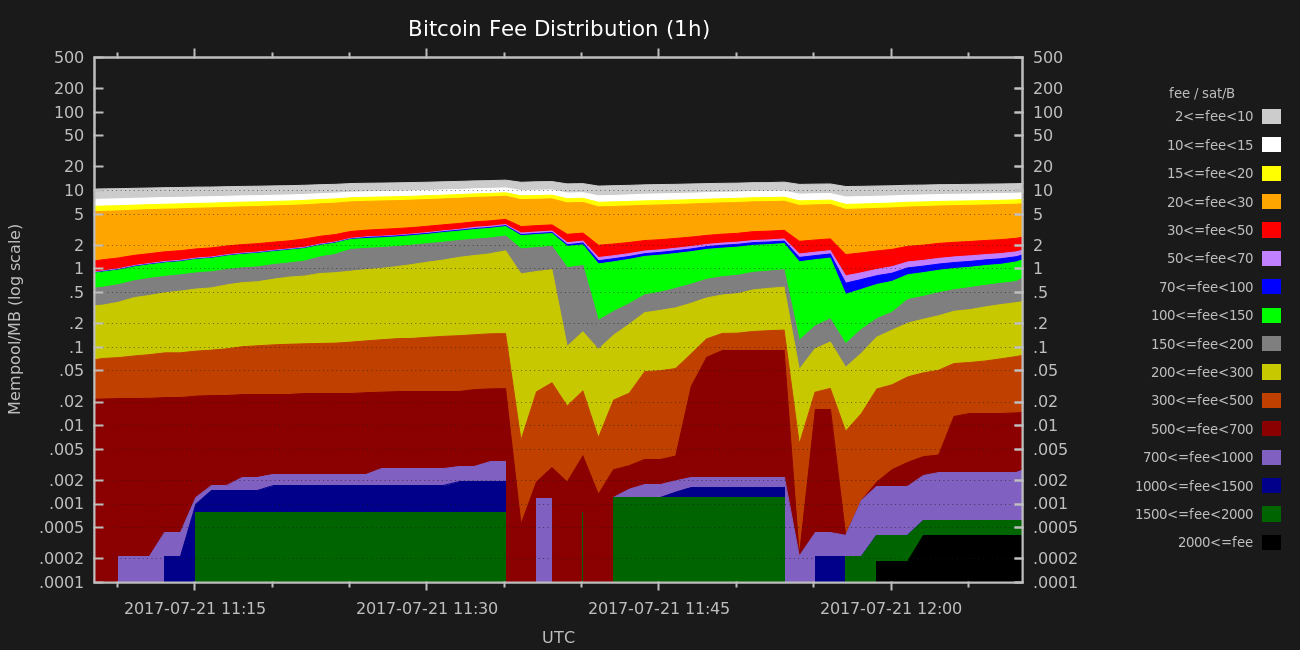 Bitcoin Fee Distribution (1h)
500
200
100
50
20
10
5
2
1
.5
.2
.1
.05
.02
.01
.005
.002
.001
.0005
.0002
.0001
Mempool/MB (log scale)
500
200
100
50
20
10
5
2
1
.5
.2
.1
.05
.02
.01
.005
.002
.001
.0005
.0002
.0001
2017-07-21 11:15
2017-07-21 11:30
2017-07-21 11:45
2017-07-21 12:00
UTC
fee / sat/B
2<=fee<10
10<=fee<15
15<=fee<20
20<=fee<30
30<=fee<50
50<=fee<70
70<=fee<100
100<=fee<150
150<=fee<200
200<=fee<300
300<=fee<500
500<=fee<700
700<=fee<1000
1000<=fee<1500
1500<=fee<2000
2000<=fee